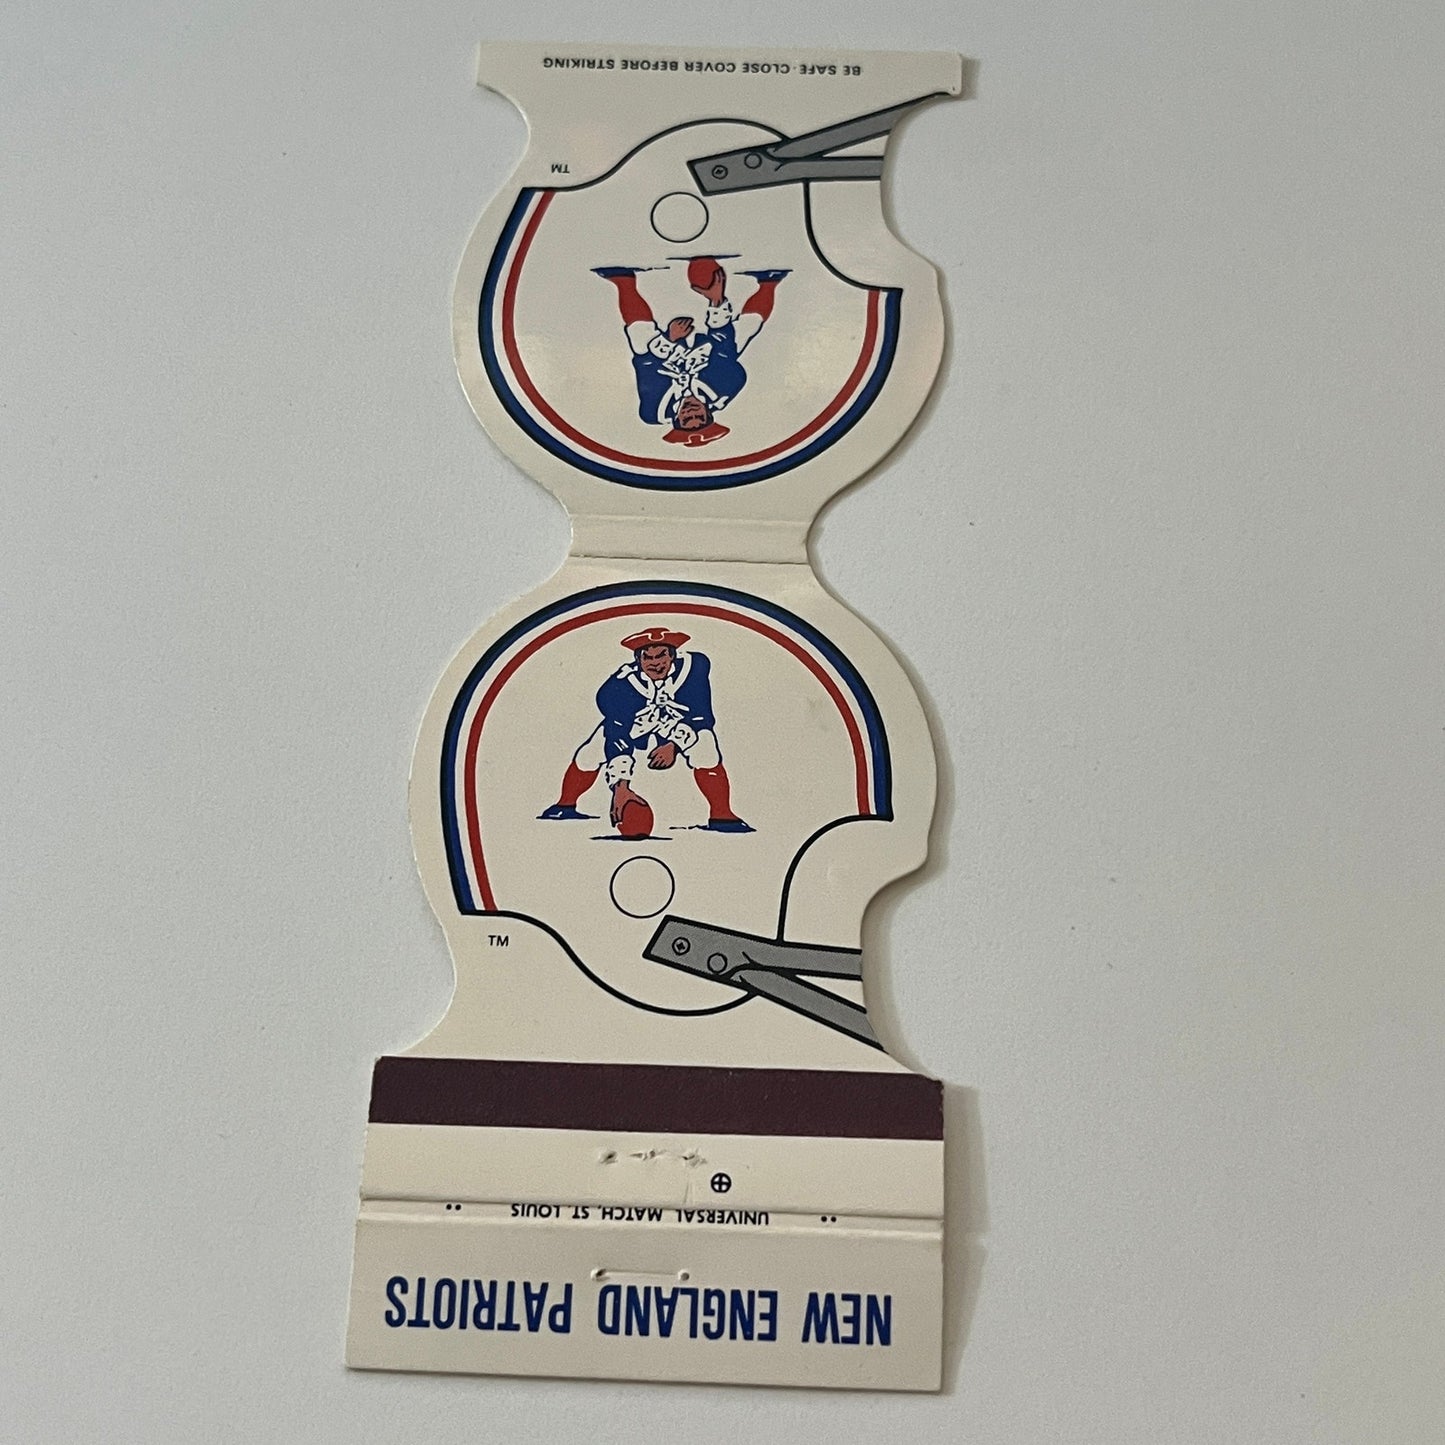 BE SAFE · CLOSE COVER BEFORE STRIKING
TM
TM
UNIVERSAL MATCH, ST. LOUIS
NEW ENGLAND PATRIOTS